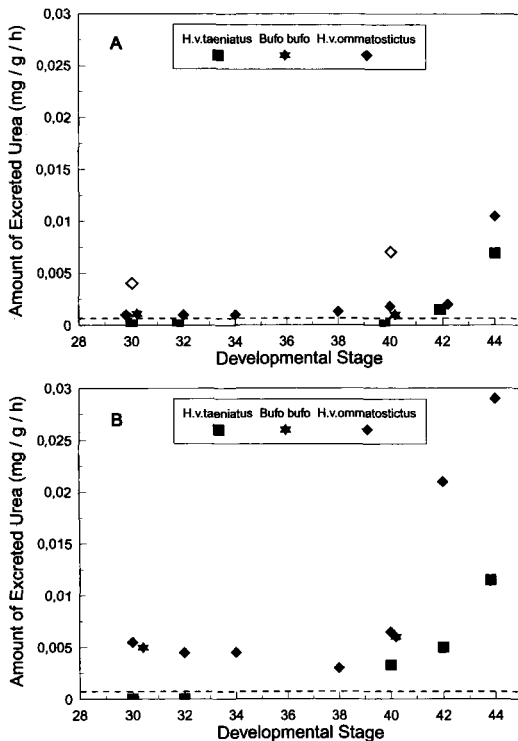 A
H.v.taeniatus Bufo bufo H.v.ommatostictus
Amount of Excreted Urea (mg / g / h)
0,03
0,025
0,02
0,015
0,01
0,005
0
28 30 32 34 36 38 40 42 44
Developmental Stage
B
H.v.taeniatus Bufo bufo H.v.ommatostictus
Amount of Excreted Urea (mg / g / h)
0,03
0,025
0,02
0,015
0,01
0,005
0
28 30 32 34 36 38 40 42 44
Developmental Stage